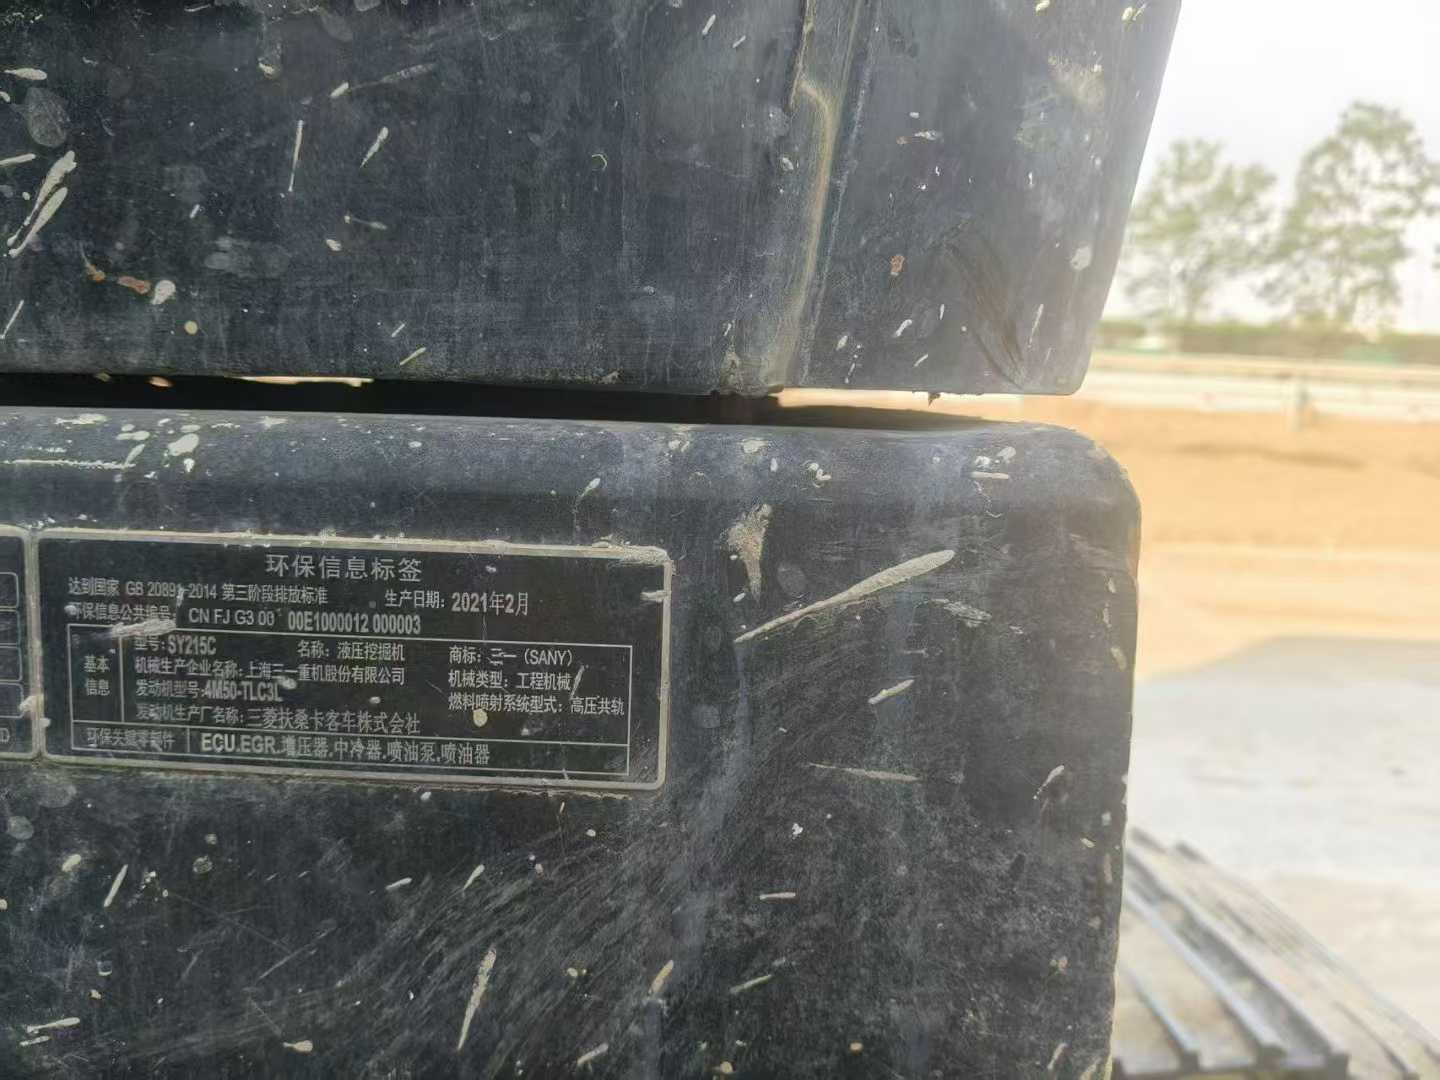 环保信息标签
达到国家 GB 20891-2014 第三阶段排放标准 生产日期: 2021年2月
环保信息公共编号: CN FJ G3 00 00E1000012 000003
基本信息
型号: SY215C 名称: 液压挖掘机 商标: 三一 (SANY)
机械生产企业名称: 上海三一重机股份有限公司 机械类型: 工程机械
发动机型号: 4M50-TLC3L 燃料喷射系统型式: 高压共轨
发动机生产厂名称: 三菱扶桑卡客车株式会社
环保关键零部件 ECU.EGR.增压器.中冷器.喷油泵.喷油器
D